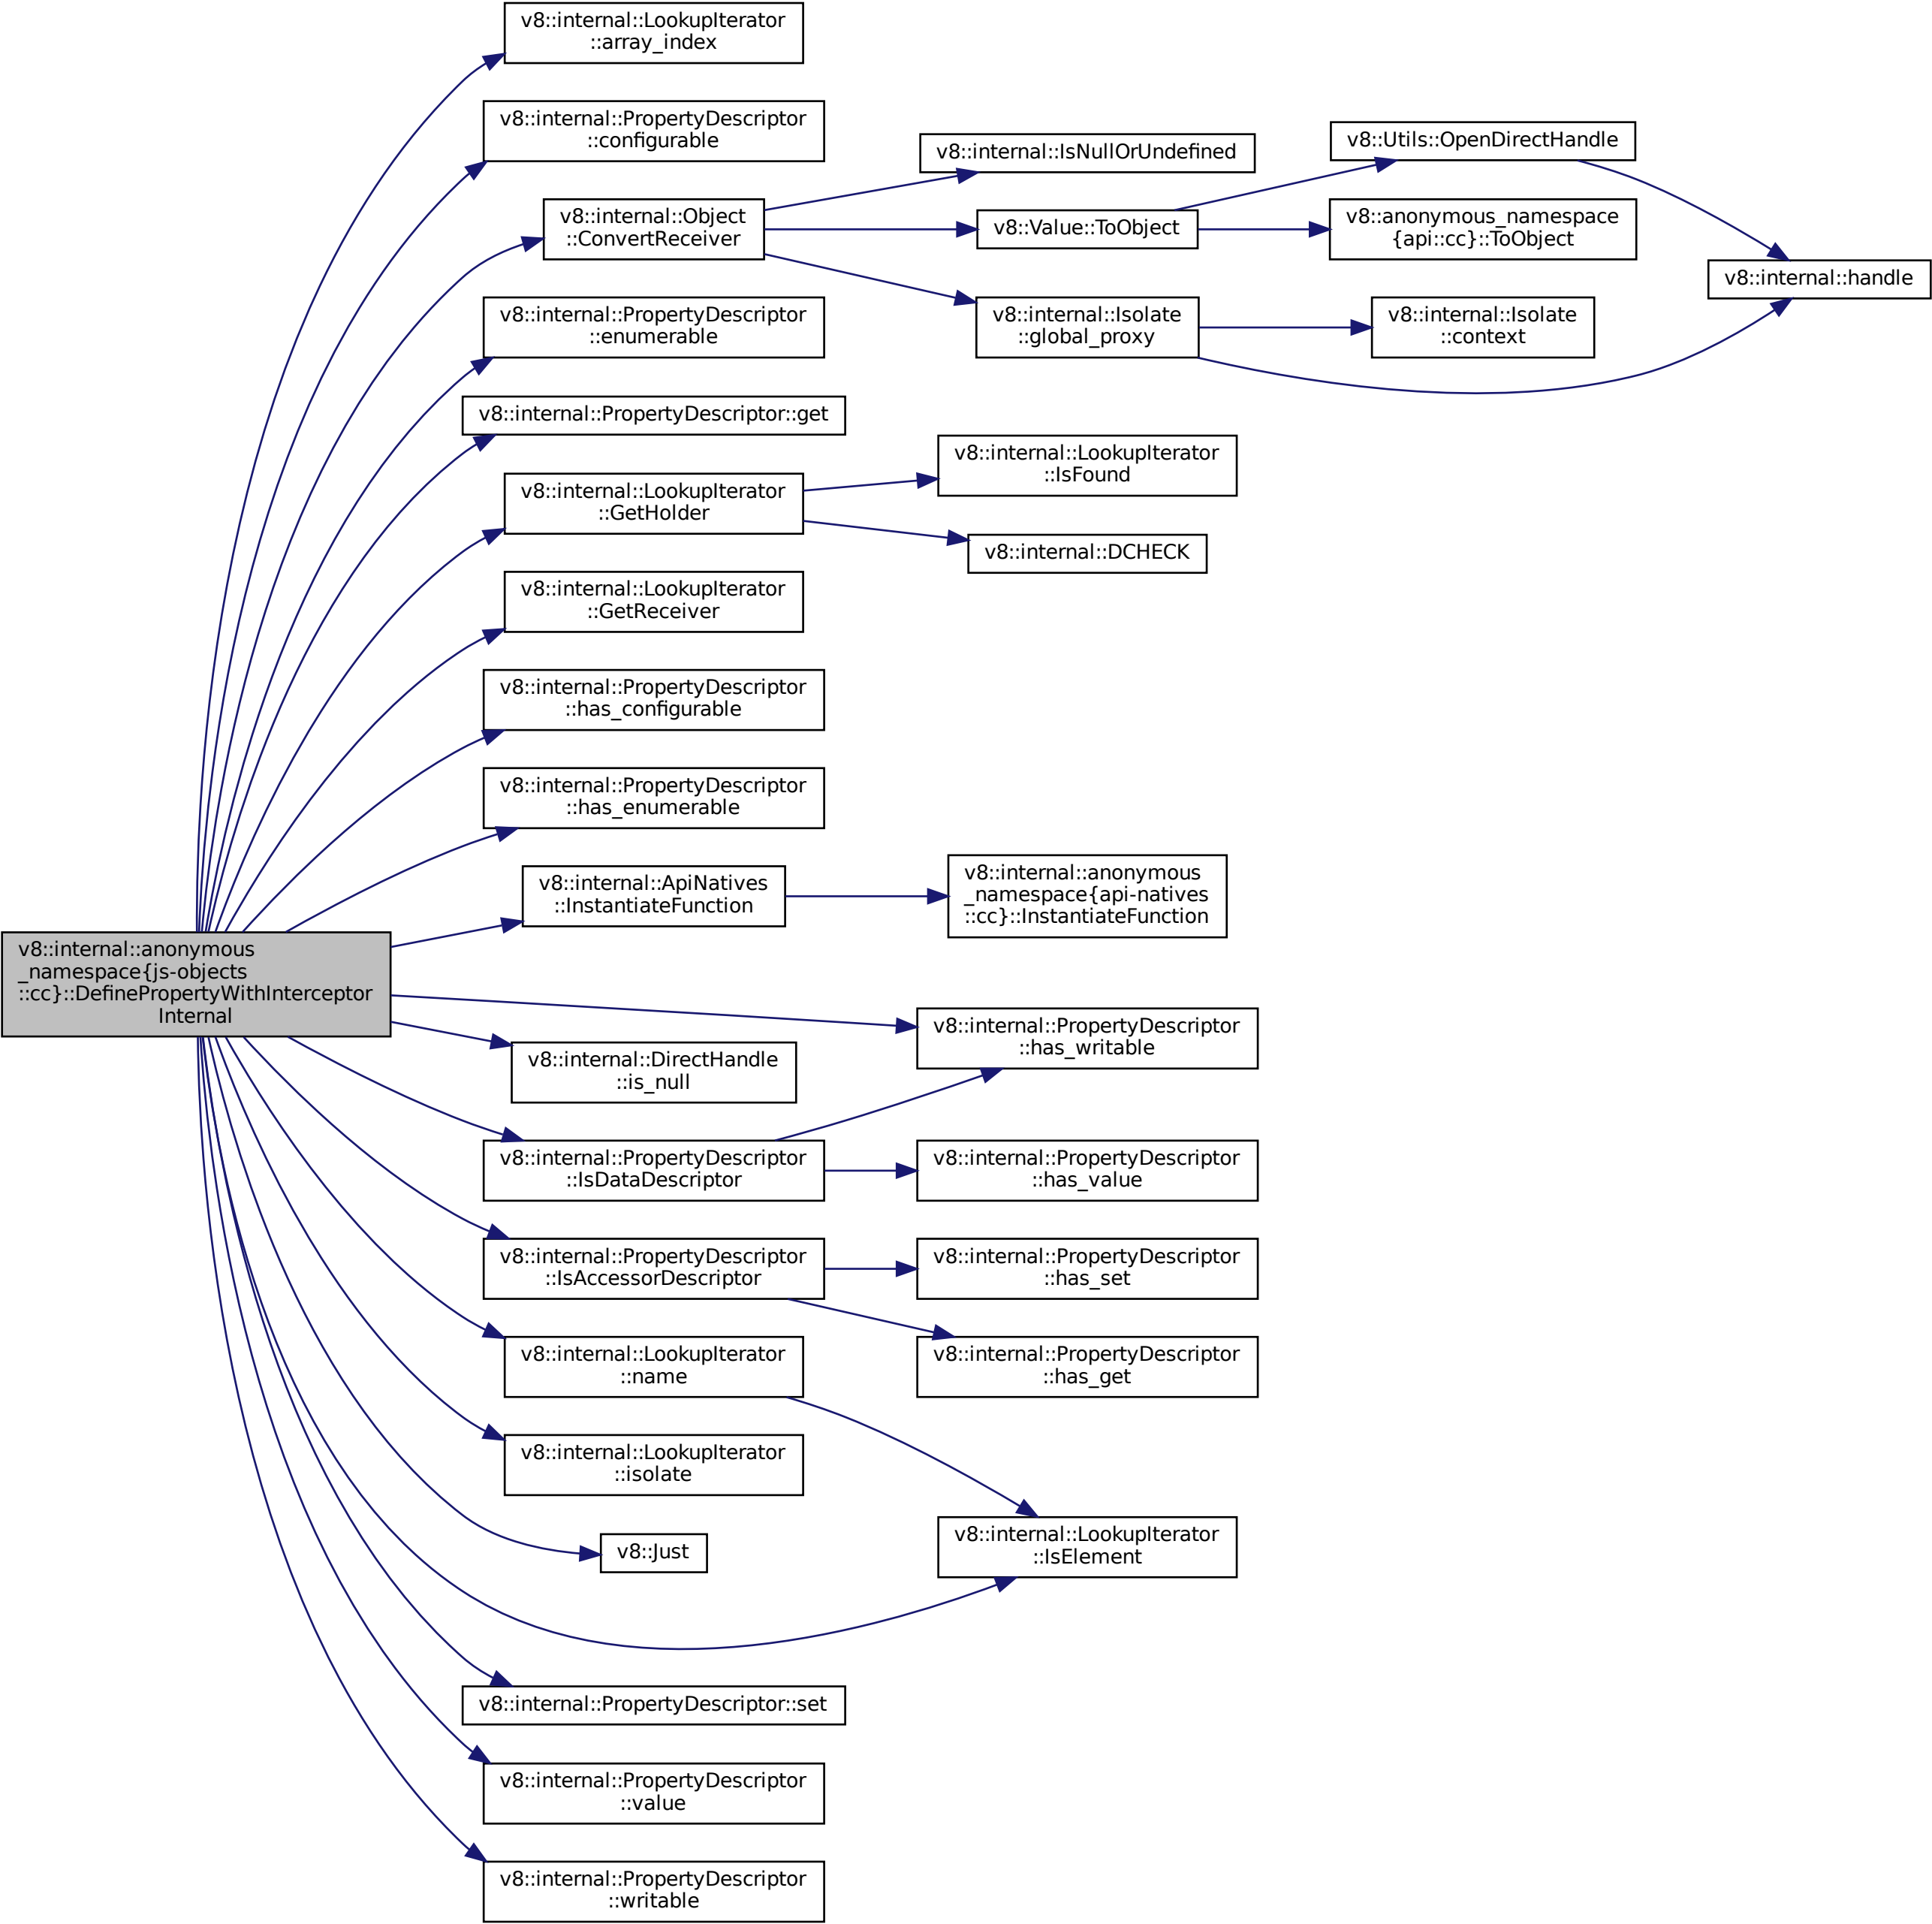 v8::internal::LookupIterator
::array_index
v8::internal::PropertyDescriptor
::configurable
v8::internal::IsNullOrUndefined
v8::Utils::OpenDirectHandle
v8::internal::Object
::ConvertReceiver
v8::Value::ToObject
v8::anonymous_namespace
{api::cc}::ToObject
v8::internal::handle
v8::internal::PropertyDescriptor
::enumerable
v8::internal::Isolate
::global_proxy
v8::internal::Isolate
::context
v8::internal::PropertyDescriptor::get
v8::internal::LookupIterator
::GetHolder
v8::internal::LookupIterator
::IsFound
v8::internal::DCHECK
v8::internal::LookupIterator
::GetReceiver
v8::internal::PropertyDescriptor
::has_configurable
v8::internal::PropertyDescriptor
::has_enumerable
v8::internal::ApiNatives
::InstantiateFunction
v8::internal::anonymous
_namespace{api-natives
::cc}::InstantiateFunction
v8::internal::anonymous
_namespace{js-objects
::cc}::DefinePropertyWithInterceptor
Internal
v8::internal::PropertyDescriptor
::has_writable
v8::internal::DirectHandle
::is_null
v8::internal::PropertyDescriptor
::IsDataDescriptor
v8::internal::PropertyDescriptor
::has_value
v8::internal::PropertyDescriptor
::IsAccessorDescriptor
v8::internal::PropertyDescriptor
::has_set
v8::internal::LookupIterator
::name
v8::internal::PropertyDescriptor
::has_get
v8::internal::LookupIterator
::isolate
v8::Just
v8::internal::LookupIterator
::IsElement
v8::internal::PropertyDescriptor::set
v8::internal::PropertyDescriptor
::value
v8::internal::PropertyDescriptor
::writable